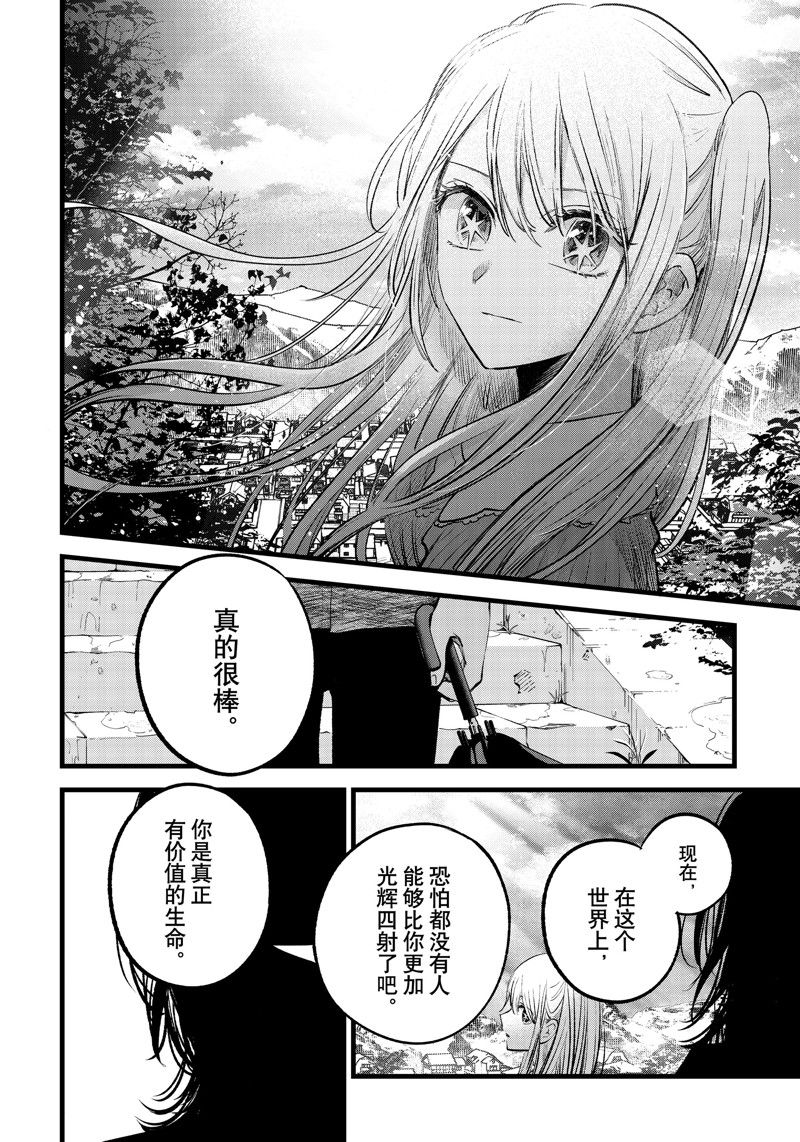 真的很棒。
现在,
在这个
世界上,
恐怕都没有人
能够比你更加
光辉四射了吧。
你是真正
有价值的生命。